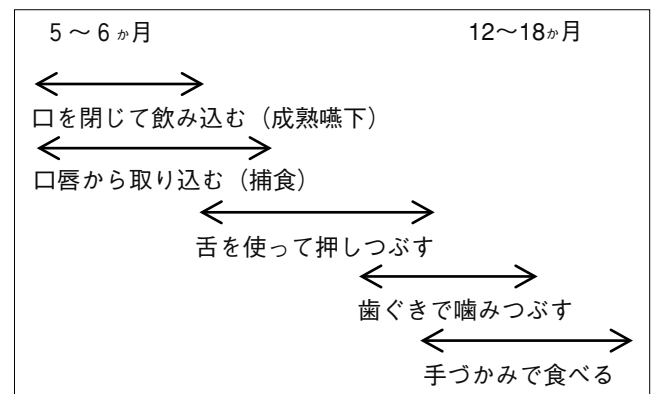 5～6か月 12～18か月
口を閉じて飲み込む（成熟嚥下）
口唇から取り込む（捕食）
舌を使って押しつぶす
歯ぐきで噛みつぶす
手づかみで食べる